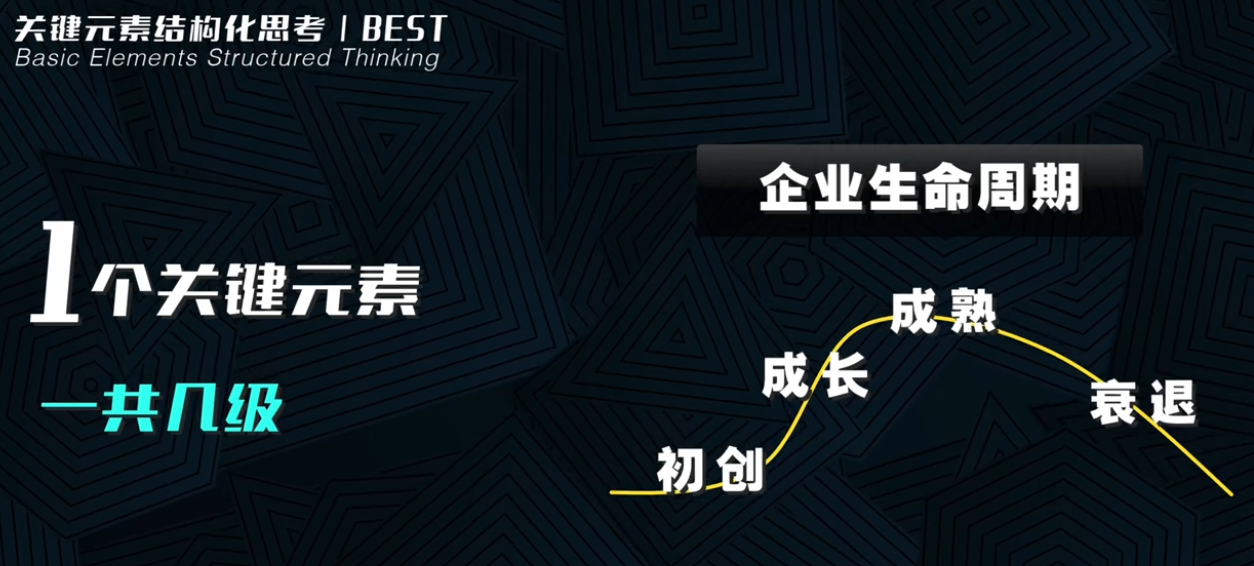 关键元素结构化思考 | BEST
Basic Elements Structured Thinking
企业生命周期
1个关键元素
一共几级
成熟
成长
衰退
初创